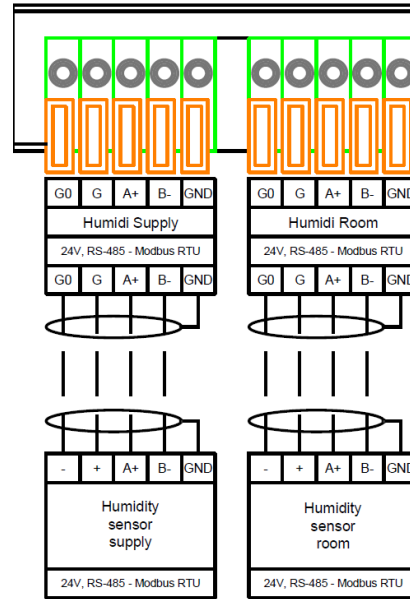 G0 G A+ B- GND
Humidi Supply
24V, RS-485 - Modbus RTU
G0 G A+ B- GND
- + A+ B- GND
Humidity
sensor
supply
24V, RS-485 - Modbus RTU
G0 G A+ B- GND
Humidi Room
24V, RS-485 - Modbus RTU
G0 G A+ B- GND
- + A+ B- GND
Humidity
sensor
room
24V, RS-485 - Modbus RTU